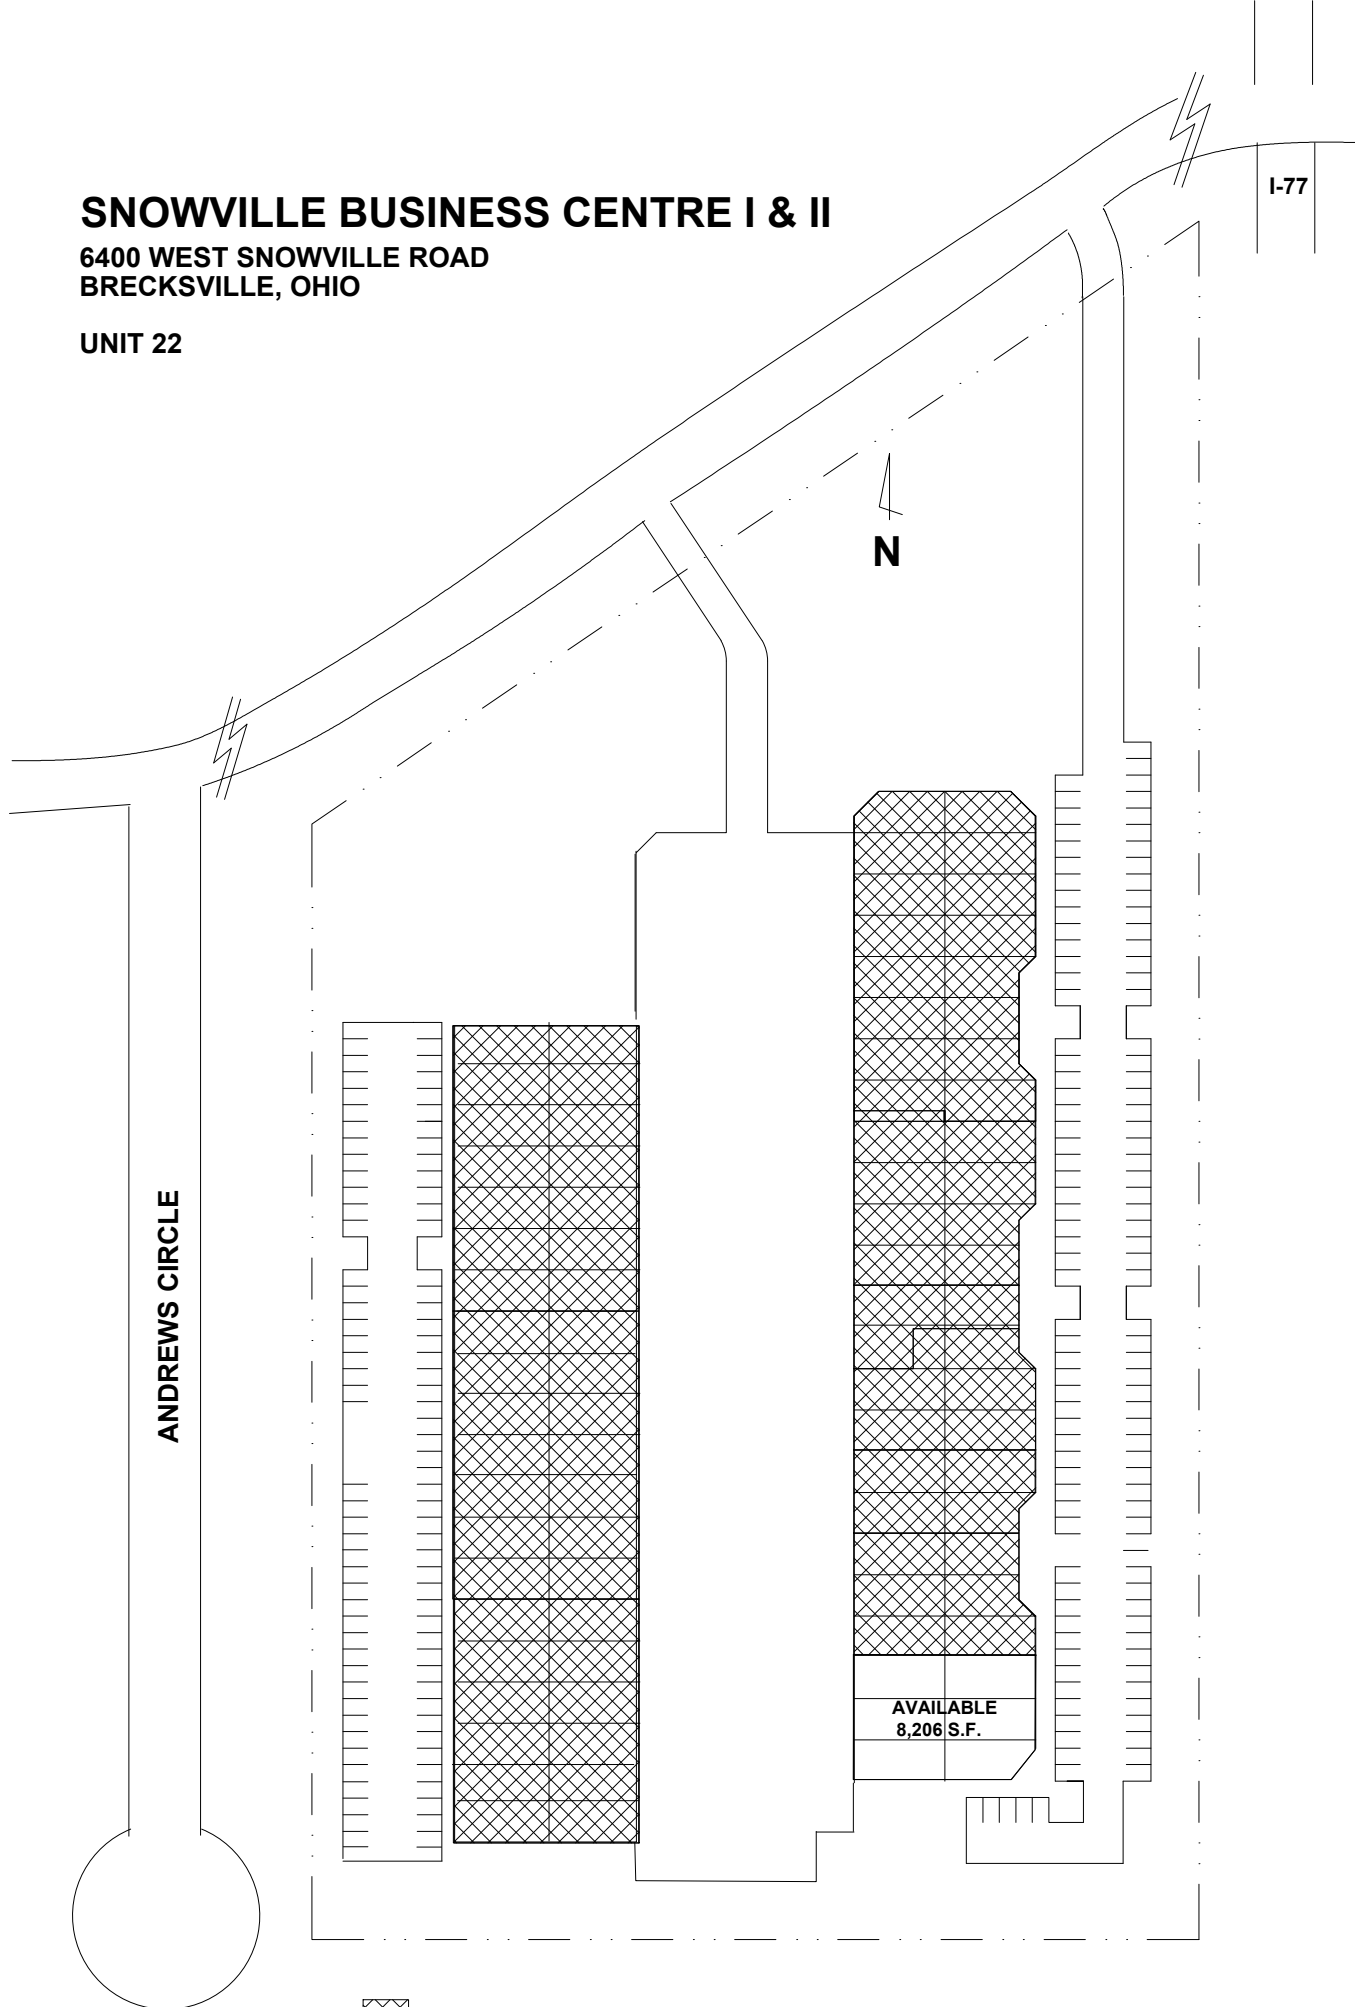 SNOWVILLE BUSINESS CENTRE I & II
6400 WEST SNOWVILLE ROAD
BRECKSVILLE, OHIO
UNIT 22
I-77
N
ANDREWS CIRCLE
AVAILABLE
8,206 S.F.